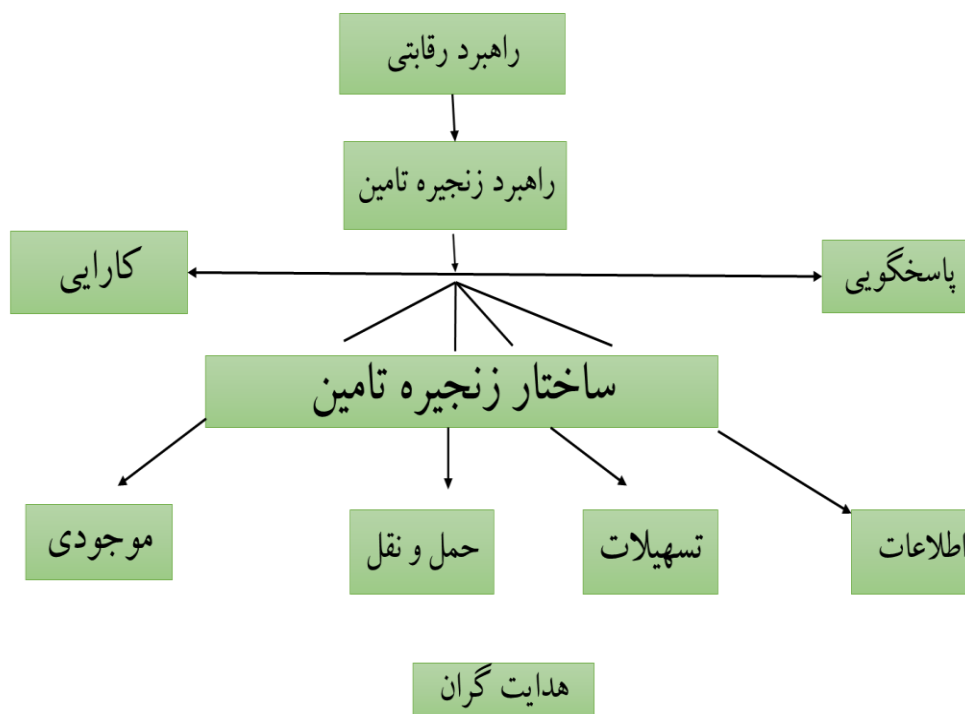 راهبرد رقابتی
راهبرد زنجیره تامین
پاسخگویی
کارایی
ساختار زنجیره تامین
اطلاعات
تسهیلات
حمل و نقل
موجودی
هدایت گران